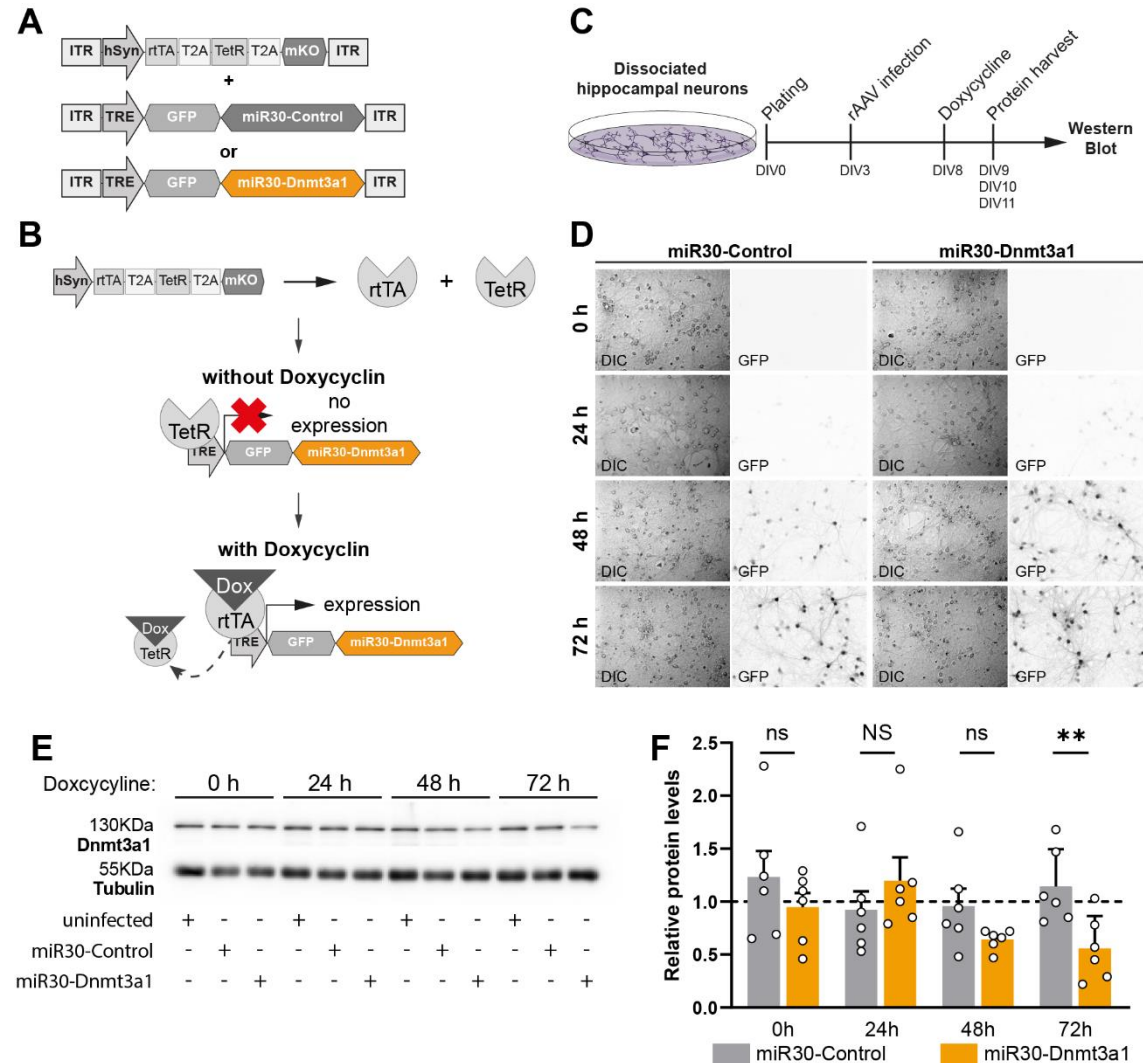 A
ITR hSyn rtTA T2A TetR T2A mKO ITR
+
ITR TRE GFP miR30-Control ITR
or
ITR TRE GFP miR30-Dnmt3a1 ITR
B
hSyn rtTA T2A TetR T2A mKO rtTA + TetR
without Doxycyclin
no
expression
TetR
TRE GFP miR30-Dnmt3a1
with Doxycyclin
Dox
rtTA expression
Dox
TetR
TRE GFP miR30-Dnmt3a1
C
Dissociated
hippocampal neurons
Plating
rAAV infection
Doxycycline
Protein harvest
Western
Blot
DIV0 DIV3 DIV8 DIV9
DIV10
DIV11
D
miR30-Control miR30-Dnmt3a1
0 h
DIC GFP DIC GFP
24 h
DIC GFP DIC GFP
48 h
DIC GFP DIC GFP
72 h
DIC GFP DIC GFP
E
Doxcycyline: 0 h 24 h 48 h 72 h
130KDa
Dnmt3a1
55KDa
Tubulin
uninfected + - - + - - + - - + - -
miR30-Control - + - - + - - + - - + -
miR30-Dnmt3a1 - - + - - + - - + - - +
F
ns NS ns **
Relative protein levels
2.5
2.0
1.5
1.0
0.5
0.0
0h 24h 48h 72h
miR30-Control miR30-Dnmt3a1